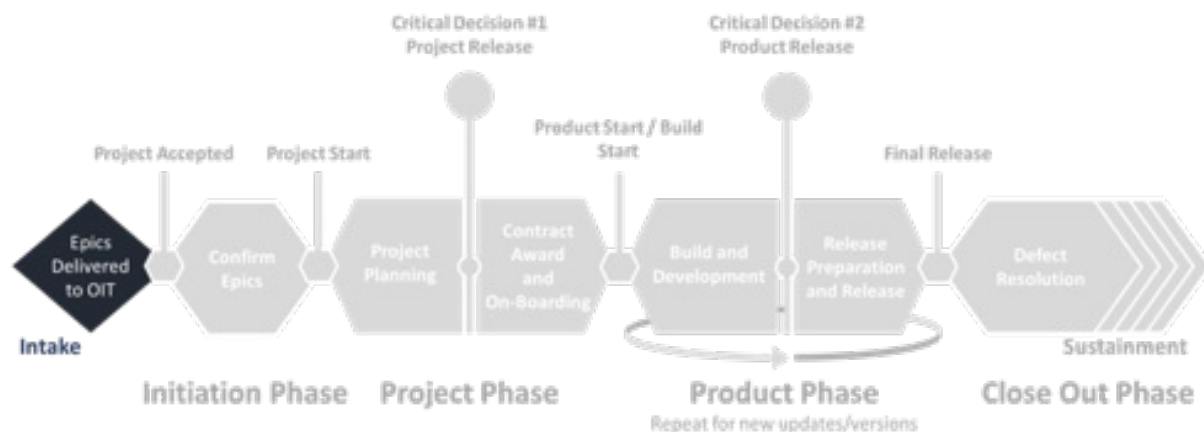 Critical Decision #1
Project Release
Critical Decision #2
Product Release
Project Accepted
Project Start
Product Start / Build
Start
Final Release
Epics
Delivered
to OIT
Confirm
Epics
Project
Planning
Contract
Award
and
On-Boarding
Build and
Development
Release
Preparation
and Release
Defect
Resolution
Intake
Sustainment
Initiation Phase
Project Phase
Product Phase
Close Out Phase
Repeat for new updates/versions